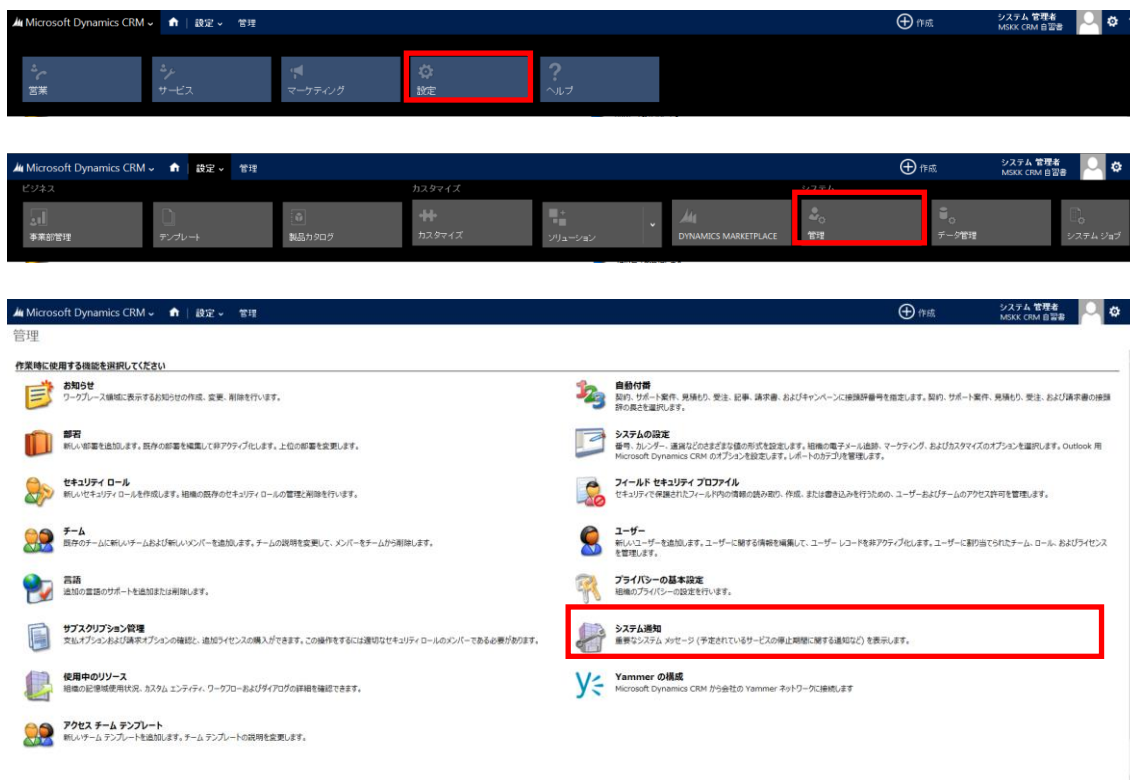 Microsoft Dynamics CRM 設定 管理 作成 システム 管理者
MSKK CRM 自習書
営業 サービス マーケティング 設定 ヘルプ
Microsoft Dynamics CRM 設定 管理 作成 システム 管理者
MSKK CRM 自習書
ビジネス カスタマイズ システム
事業部管理 テンプレート 製品カタログ カスタマイズ ソリューション DYNAMICS MARKETPLACE 管理 データ管理 システム ジョブ
Microsoft Dynamics CRM 設定 管理 作成 システム 管理者
MSKK CRM 自習書
管理
作業時に使用する機能を選択してください
お知らせ
ワークプレース領域に表示するお知らせの作成、変更、削除を行います。
自動付番
契約、サポート案件、見積もり、受注、記事、請求書、およびキャンペーンに接頭辞番号を指定します。契約、サポート案件、見積もり、受注、および請求書の接頭
辞の長さを選択します。
部署
新しい部署を追加します。既存の部署を編集して非アクティブ化します。上位の部署を変更します。
システムの設定
番号、カレンダー、通貨などのさまざまな値の形式を設定します。組織の電子メール追跡、マーケティング、およびカスタマイズのオプションを選択します。Outlook 用
Microsoft Dynamics CRM のオプションを設定します。レポートのカテゴリを管理します。
セキュリティ ロール
新しいセキュリティ ロールを作成します。組織の既存のセキュリティ ロールの管理と削除を行います。
フィールド セキュリティ プロファイル
セキュリティで保護されたフィールド内の情報の読み取り、作成、または書き込みを行うための、ユーザーおよびチームのアクセス許可を管理します。
チーム
既存のチームに新しいチームおよび新しいメンバーを追加します。チームの説明を変更して、メンバーをチームから削除します。
ユーザー
新しいユーザーを追加します。ユーザーに関する情報を編集して、ユーザー レコードを非アクティブ化します。ユーザーに割り当てられたチーム、ロール、およびライセンス
を管理します。
言語
追加の言語のサポートを追加または削除します。
プライバシーの基本設定
組織のプライバシーの設定を行います。
サブスクリプション管理
支払オプションおよび請求オプションの確認と、追加ライセンスの購入ができます。この操作をするには適切なセキュリティ ロールのメンバーである必要があります。
システム通知
重要なシステム メッセージ (予定されているサービスの停止期間に関する通知など) を表示します。
使用中のリソース
組織の記憶域使用状況、カスタム エンティティ、ワークフローおよびダイアログの詳細を確認できます。
Yammer の構成
Microsoft Dynamics CRM から会社の Yammer ネットワークに接続します
アクセス チーム テンプレート
新しいチーム テンプレートを追加します。チーム テンプレートの説明を変更します。